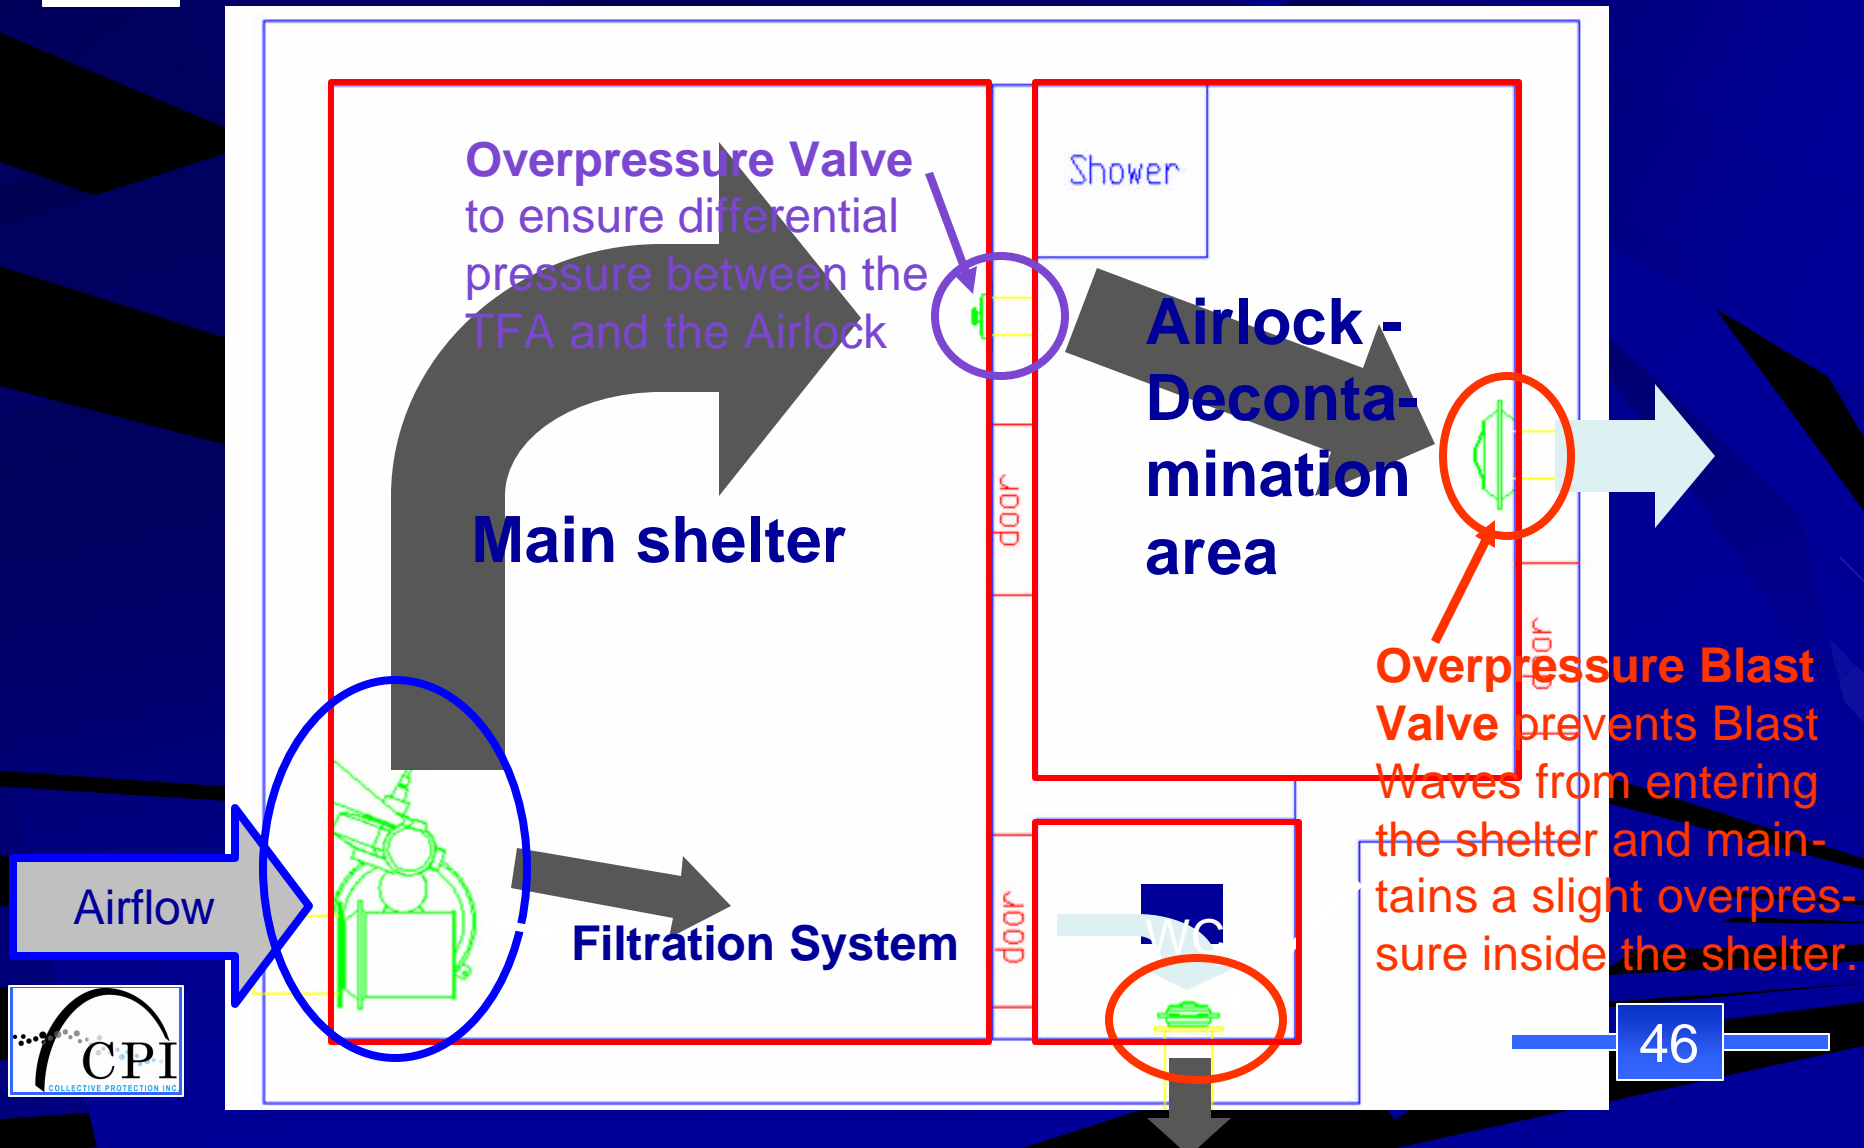 Overpressure Valve
to ensure differential
pressure between the
TFA and the Airlock
Shower
Airlock -
Deconta-
mination
area
Main shelter
door
door
Overpressure Blast
Valve prevents Blast
Waves from entering
the shelter and main-
tains a slight overpres-
sure inside the shelter.
Airflow
Filtration System
door
WC
CPI
COLLECTIVE PROTECTION INC.
46